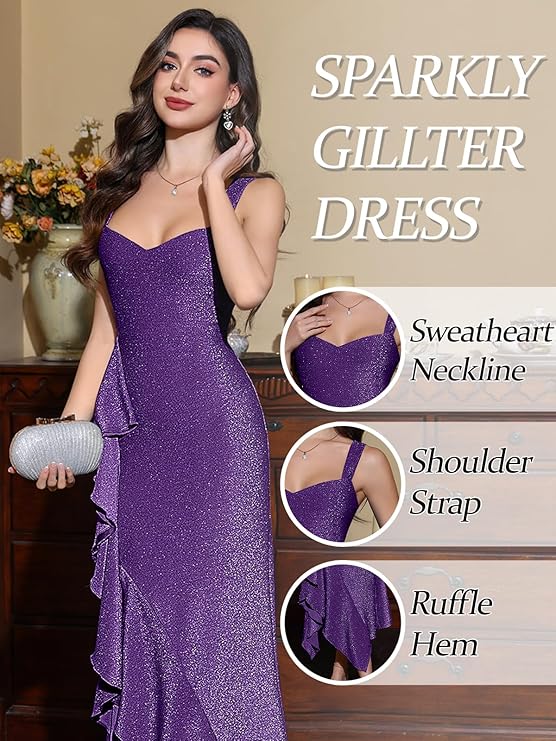 SPARKLY
GILLTER
DRESS
Sweatheart
Neckline
Shoulder
Strap
Ruffle
Hem